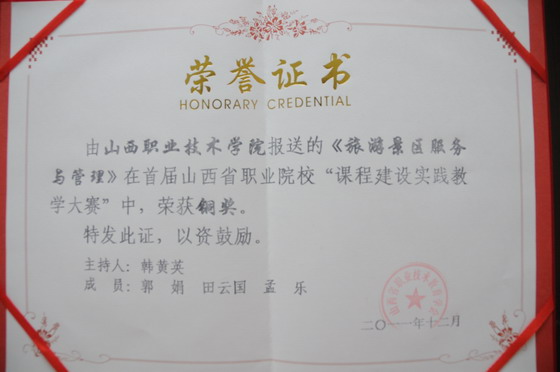 荣誉证书
HONORARY CREDENTIAL
由山西职业技术学院报送的《旅游景区服务
与管理》在首届山西省职业院校“课程建设实践教
学大赛”中，荣获铜奖。
特发此证，以资鼓励。
主持人：韩黄英
成 员：郭 娟 田云国 孟 乐
二〇一一年十二月